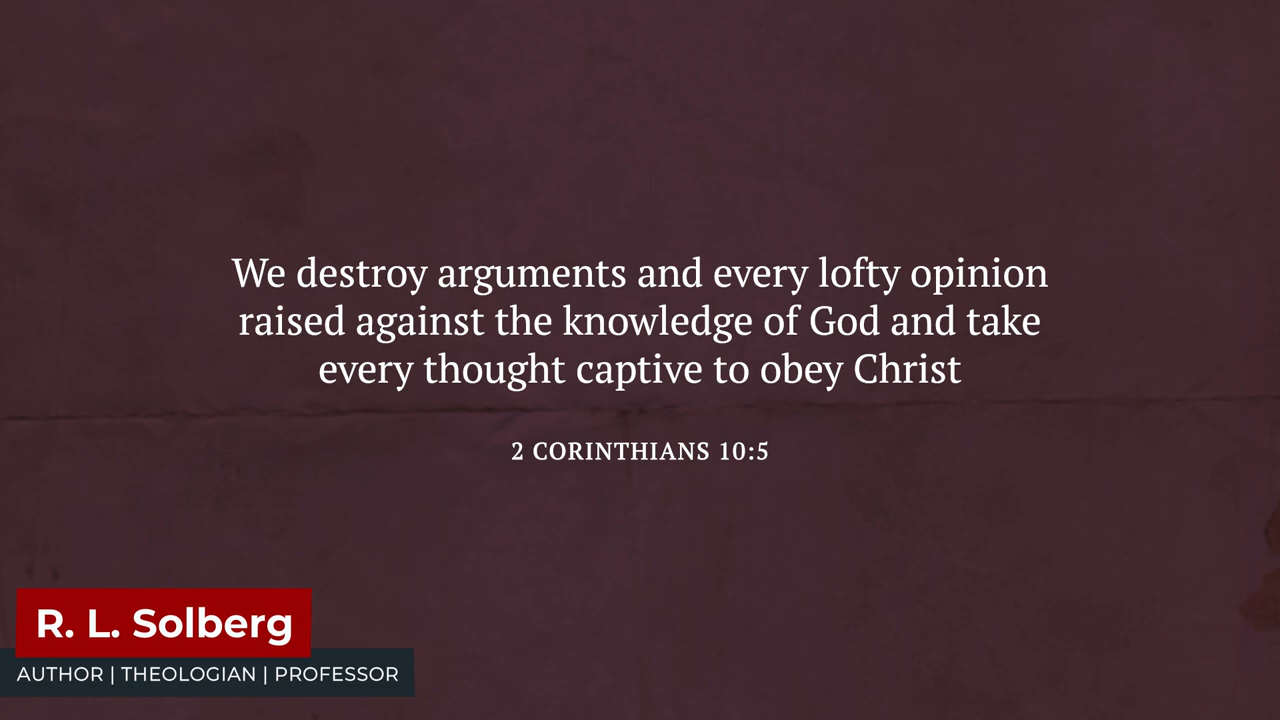 We destroy arguments and every lofty opinion
raised against the knowledge of God and take
every thought captive to obey Christ
2 CORINTHIANS 10:5
R. L. Solberg
AUTHOR | THEOLOGIAN | PROFESSOR